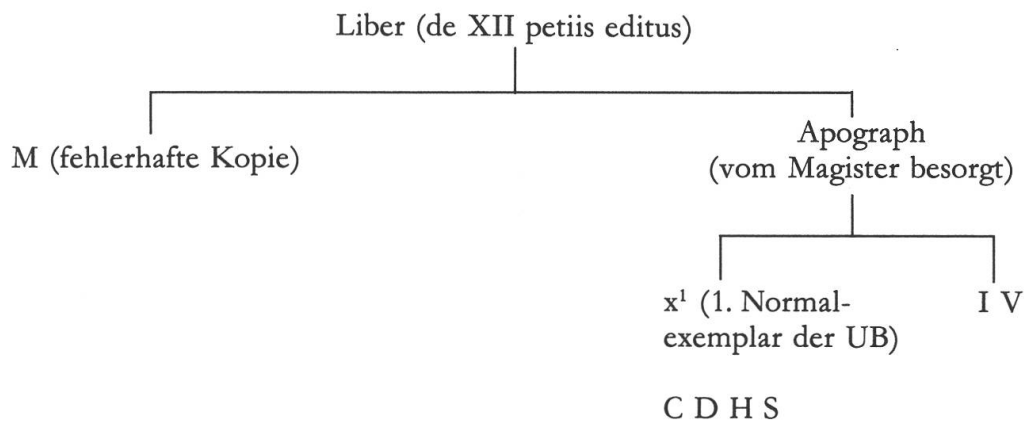 Liber (de XII petiis editus)
M (fehlerhafte Kopie)
Apograph
(vom Magister besorgt)
x¹ (1. Normal-
exemplar der UB)
I V
C D H S